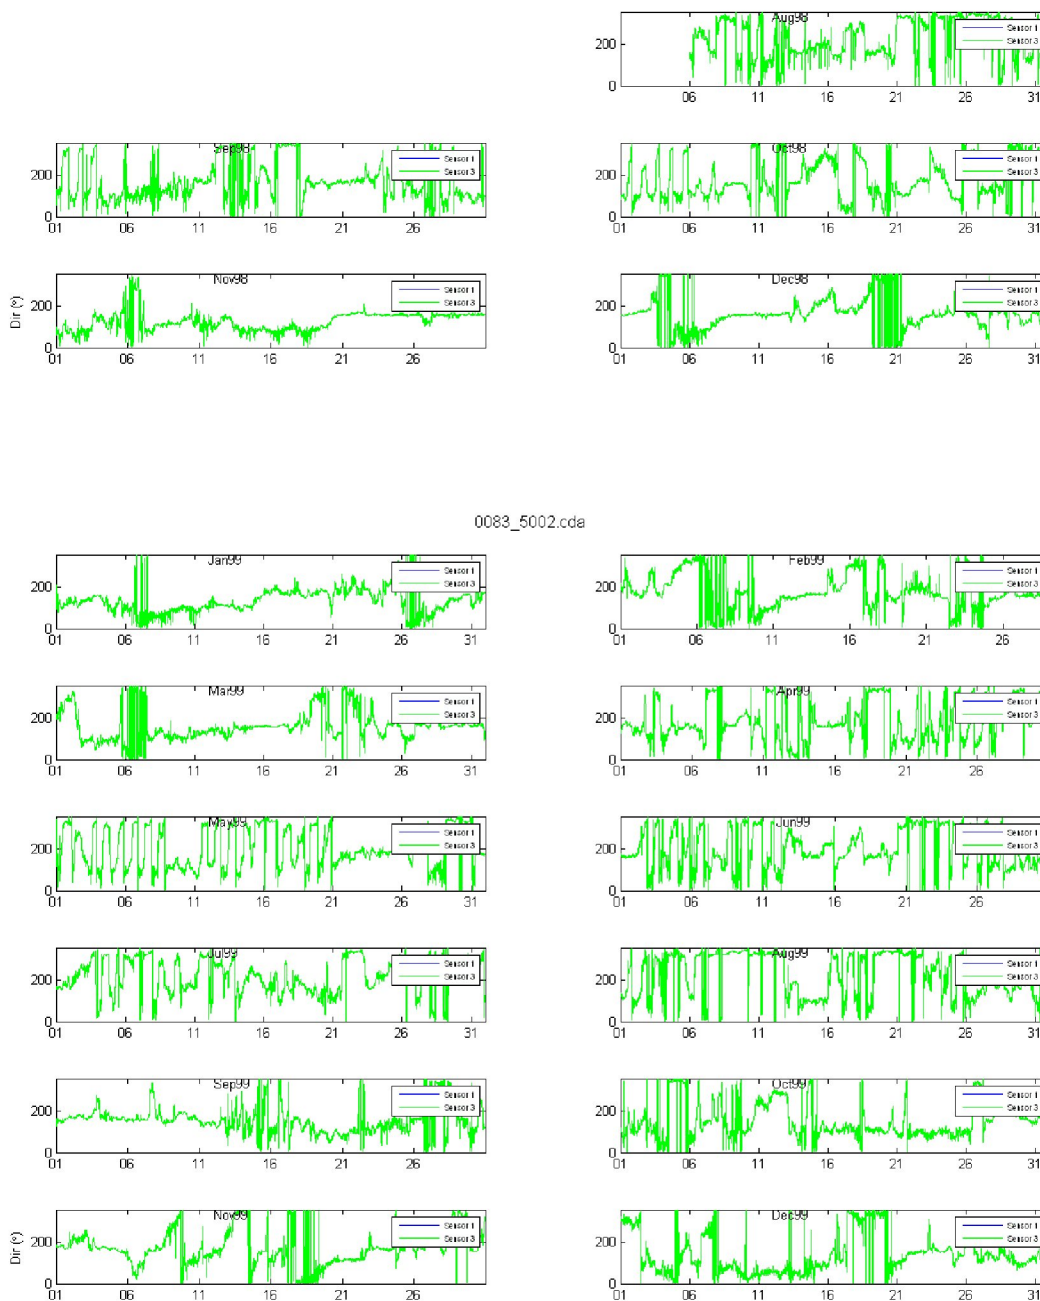 Aug98
Sensor 1
Sensor 3
200
0
06 11 16 21 26 31
Sep98
Sensor 1
Sensor 3
200
0
01 06 11 16 21 26
Oct98
Sensor 1
Sensor 3
200
0
01 06 11 16 21 26 31
Nov98
Sensor 1
Sensor 3
Dir (°)
200
0
01 06 11 16 21 26
Dec98
Sensor 1
Sensor 3
200
0
01 06 11 16 21 26 31
0083_5002.cda
Jan99
Sensor 1
Sensor 3
200
0
01 06 11 16 21 26 31
Feb99
Sensor 1
Sensor 3
200
0
01 06 11 16 21 26
Mar99
Sensor 1
Sensor 3
200
0
01 06 11 16 21 26 31
Apr99
Sensor 1
Sensor 3
200
0
01 06 11 16 21 26
May99
Sensor 1
Sensor 3
200
0
01 06 11 16 21 26 31
Jun99
Sensor 1
Sensor 3
200
0
01 06 11 16 21 26
Jul99
Sensor 1
Sensor 3
200
0
01 06 11 16 21 26 31
Aug99
Sensor 1
Sensor 3
200
0
01 06 11 16 21 26 31
Sep99
Sensor 1
Sensor 3
200
0
01 06 11 16 21 26
Oct99
Sensor 1
Sensor 3
200
0
01 06 11 16 21 26 31
Nov99
Sensor 1
Sensor 3
Dir (°)
200
0
01 06 11 16 21 26
Dec99
Sensor 1
Sensor 3
200
0
01 06 11 16 21 26 31